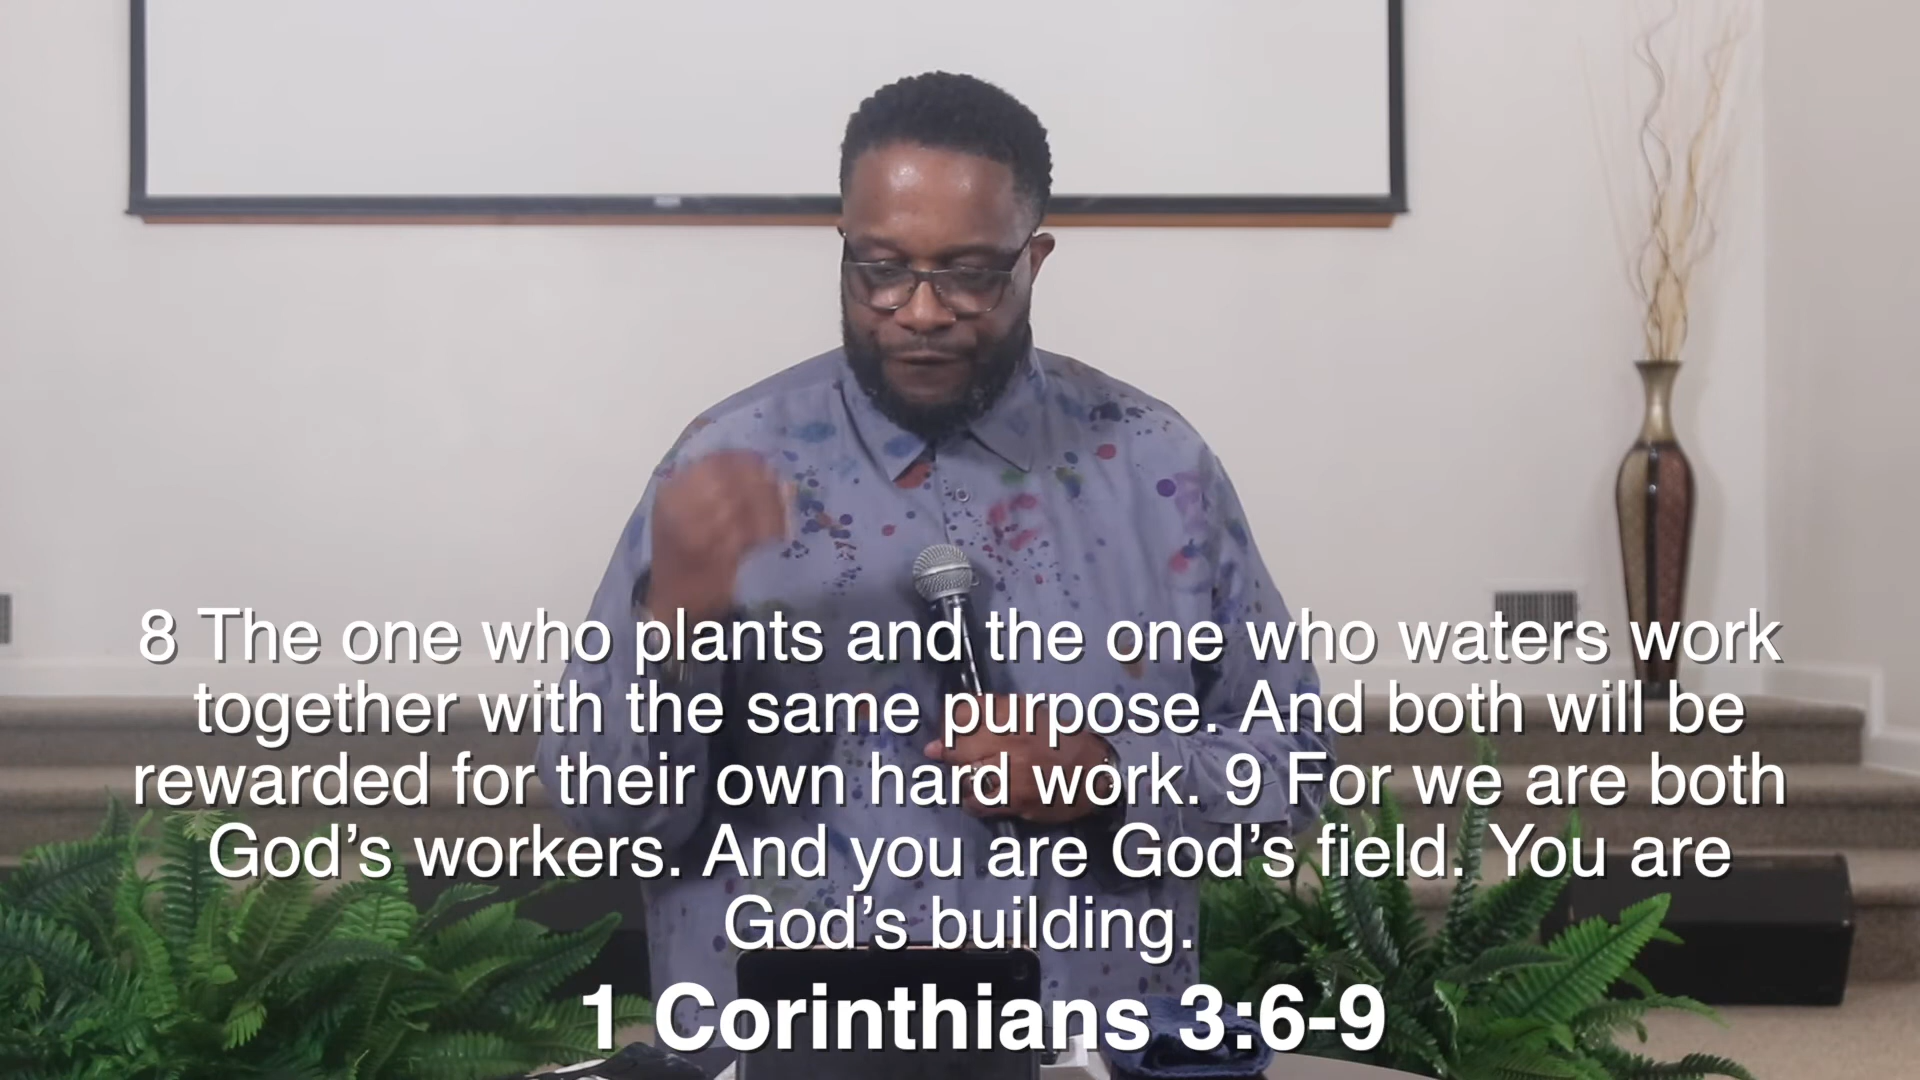 8 The one who plants and the one who waters work
together with the same purpose. And both will be
rewarded for their own hard work. 9 For we are both
God’s workers. And you are God’s field. You are
God’s building.
1 Corinthians 3:6-9